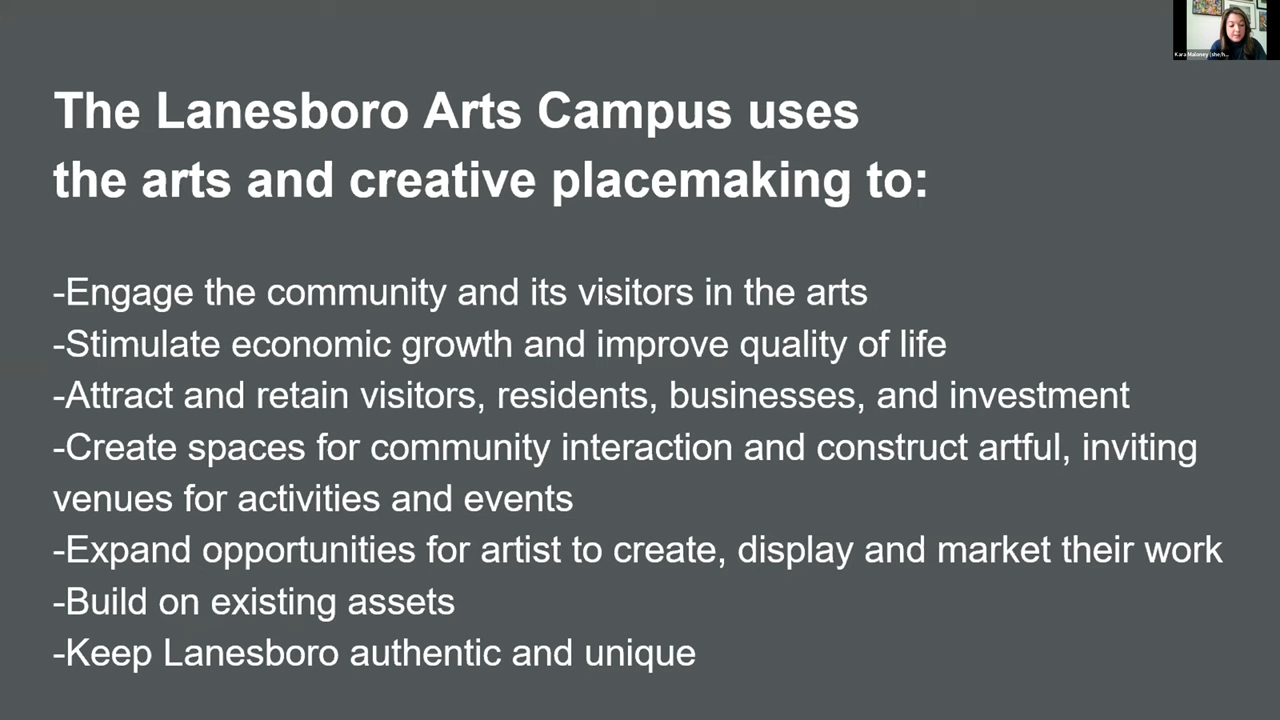 The Lanesboro Arts Campus uses
the arts and creative placemaking to:
-Engage the community and its visitors in the arts
-Stimulate economic growth and improve quality of life
-Attract and retain visitors, residents, businesses, and investment
-Create spaces for community interaction and construct artful, inviting
venues for activities and events
-Expand opportunities for artist to create, display and market their work
-Build on existing assets
-Keep Lanesboro authentic and unique
Kara Maloney (she/h...